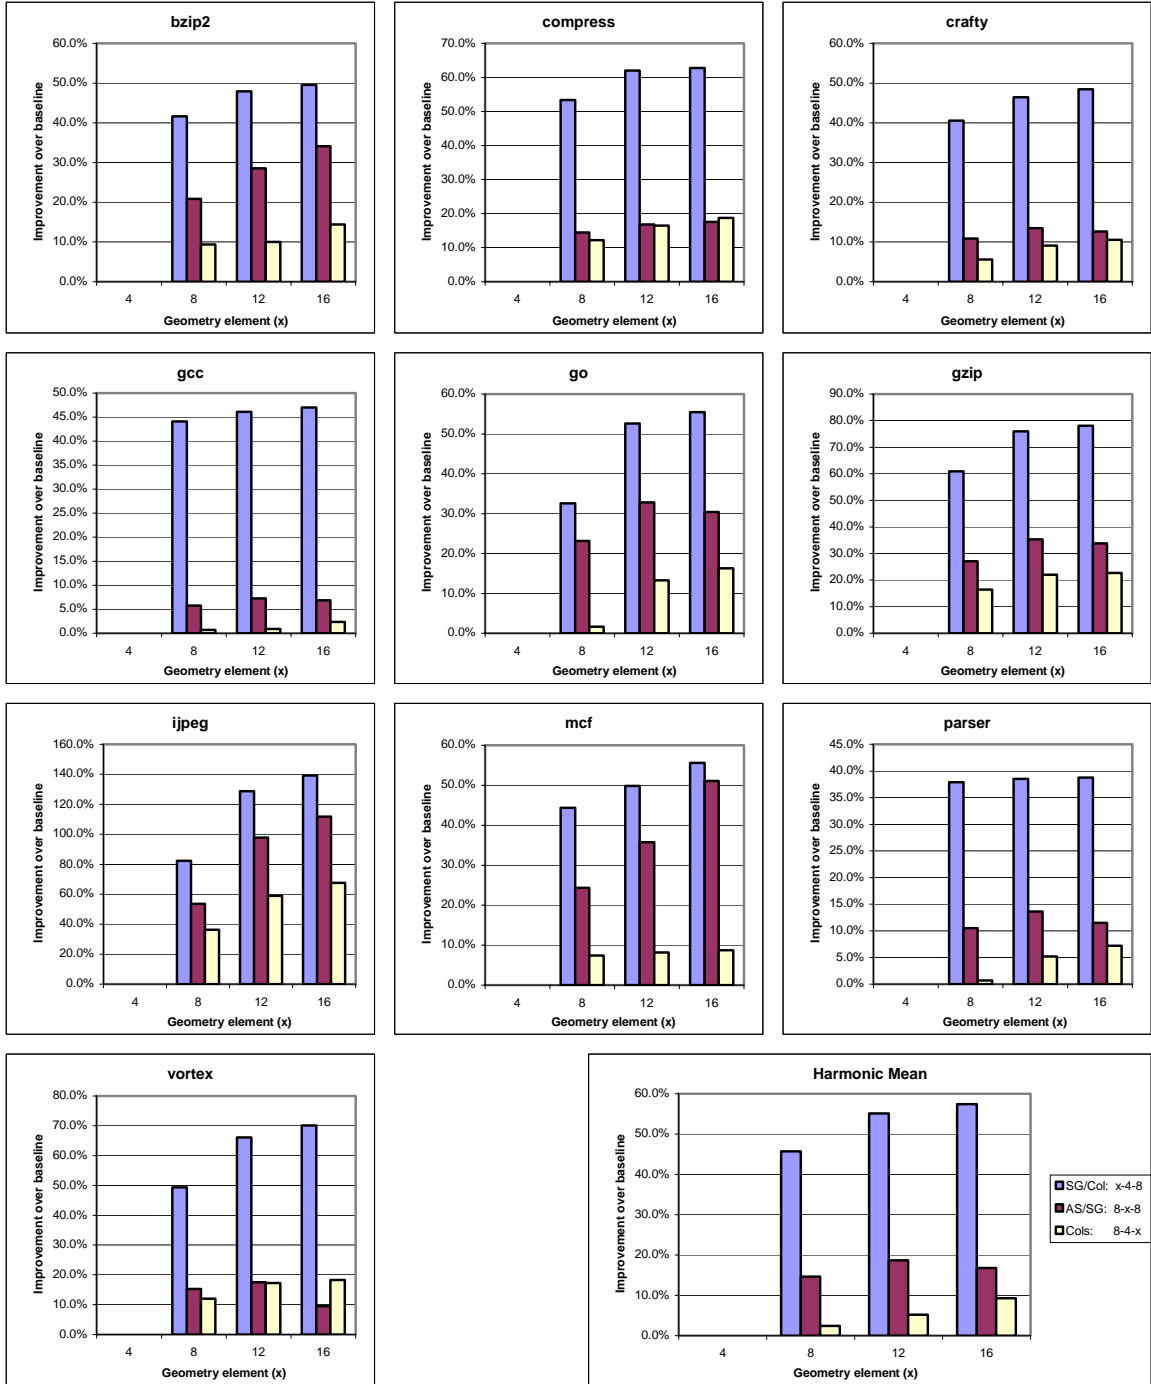 bzip2
60.0%
50.0%
40.0%
30.0%
20.0%
10.0%
0.0%
Improvement over baseline
4 8 12 16
Geometry element (x)
compress
70.0%
60.0%
50.0%
40.0%
30.0%
20.0%
10.0%
0.0%
Improvement over baseline
4 8 12 16
Geometry element (x)
crafty
60.0%
50.0%
40.0%
30.0%
20.0%
10.0%
0.0%
Improvement over baseline
4 8 12 16
Geometry element (x)
gcc
50.0%
45.0%
40.0%
35.0%
30.0%
25.0%
20.0%
15.0%
10.0%
5.0%
0.0%
Improvement over baseline
4 8 12 16
Geometry element (x)
go
60.0%
50.0%
40.0%
30.0%
20.0%
10.0%
0.0%
Improvement over baseline
4 8 12 16
Geometry element (x)
gzip
90.0%
80.0%
70.0%
60.0%
50.0%
40.0%
30.0%
20.0%
10.0%
0.0%
Improvement over baseline
4 8 12 16
Geometry element (x)
ijpeg
160.0%
140.0%
120.0%
100.0%
80.0%
60.0%
40.0%
20.0%
0.0%
Improvement over baseline
4 8 12 16
Geometry element (x)
mcf
60.0%
50.0%
40.0%
30.0%
20.0%
10.0%
0.0%
Improvement over baseline
4 8 12 16
Geometry element (x)
parser
45.0%
40.0%
35.0%
30.0%
25.0%
20.0%
15.0%
10.0%
5.0%
0.0%
Improvement over baseline
4 8 12 16
Geometry element (x)
vortex
80.0%
70.0%
60.0%
50.0%
40.0%
30.0%
20.0%
10.0%
0.0%
Improvement over baseline
4 8 12 16
Geometry element (x)
Harmonic Mean
60.0%
50.0%
40.0%
30.0%
20.0%
10.0%
0.0%
Improvement over baseline
4 8 12 16
Geometry element (x)
SG/Col: x-4-8
AS/SG: 8-x-8
Cols: 8-4-x